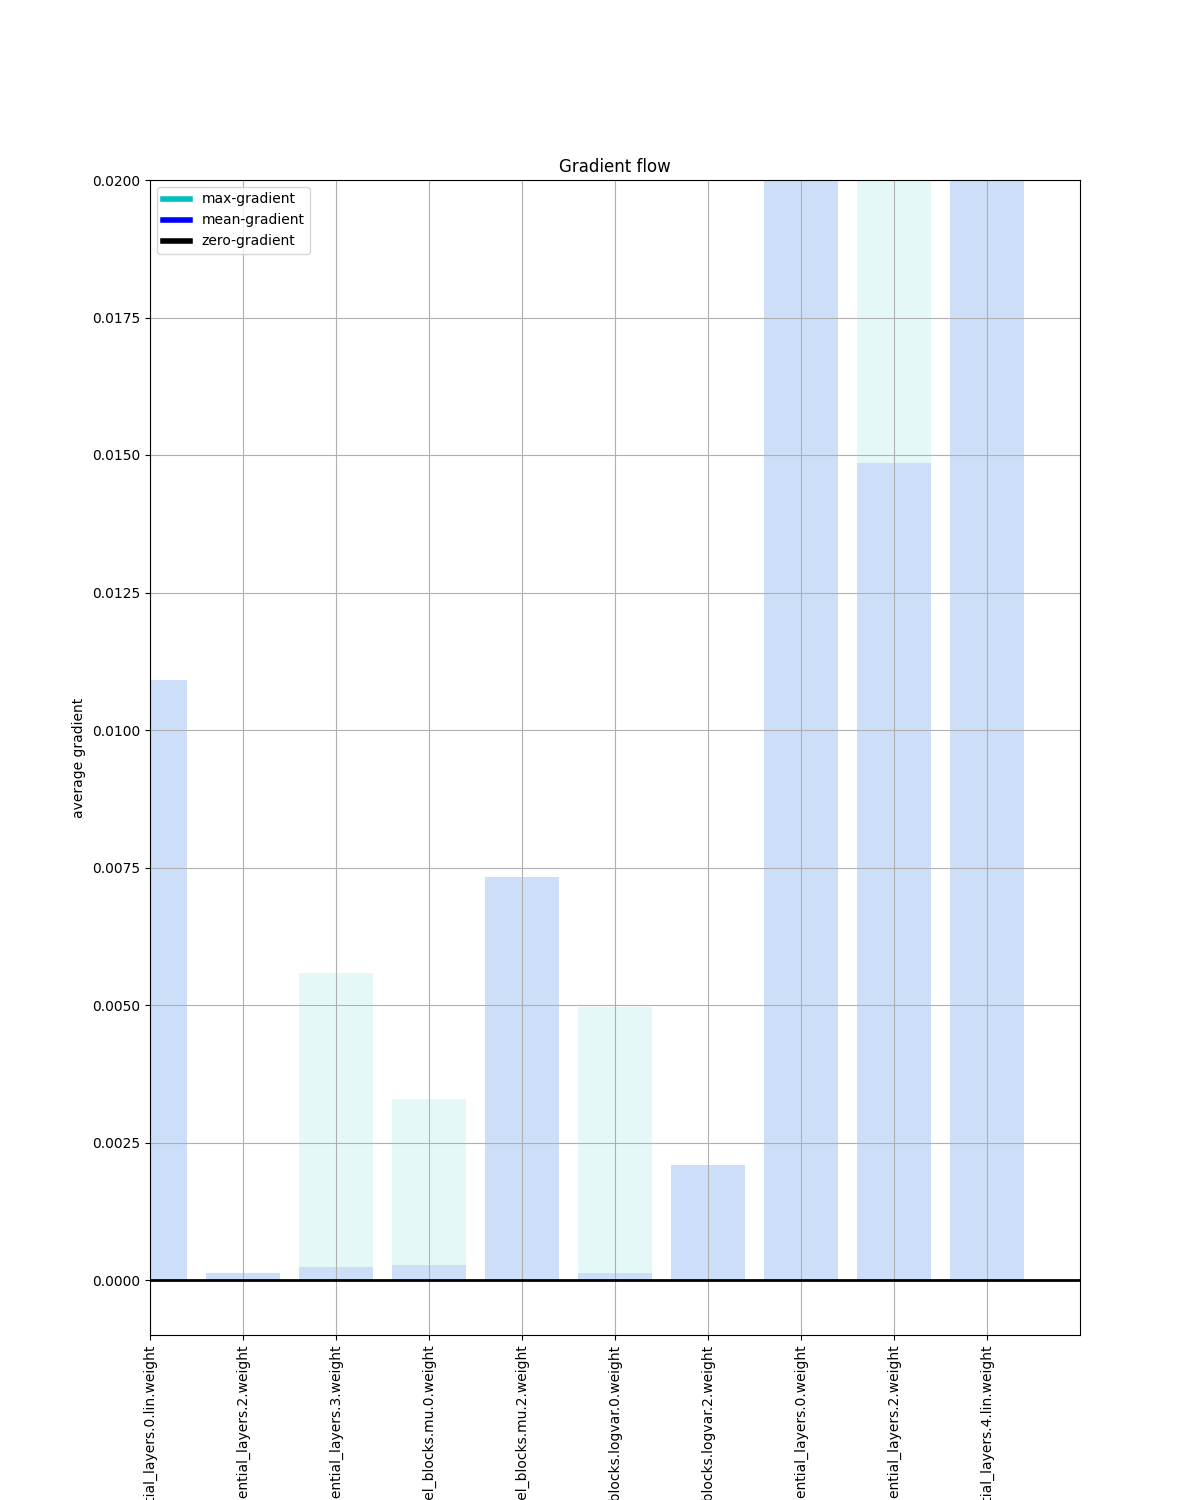 Gradient flow
max-gradient
mean-gradient
zero-gradient
average gradient
0.0200
0.0175
0.0150
0.0125
0.0100
0.0075
0.0050
0.0025
0.0000
tial_layers.0.lin.weight
ential_layers.2.weight
ential_layers.3.weight
el_blocks.mu.0.weight
el_blocks.mu.2.weight
blocks.logvar.0.weight
blocks.logvar.2.weight
ential_layers.0.weight
ential_layers.2.weight
tial_layers.4.lin.weight